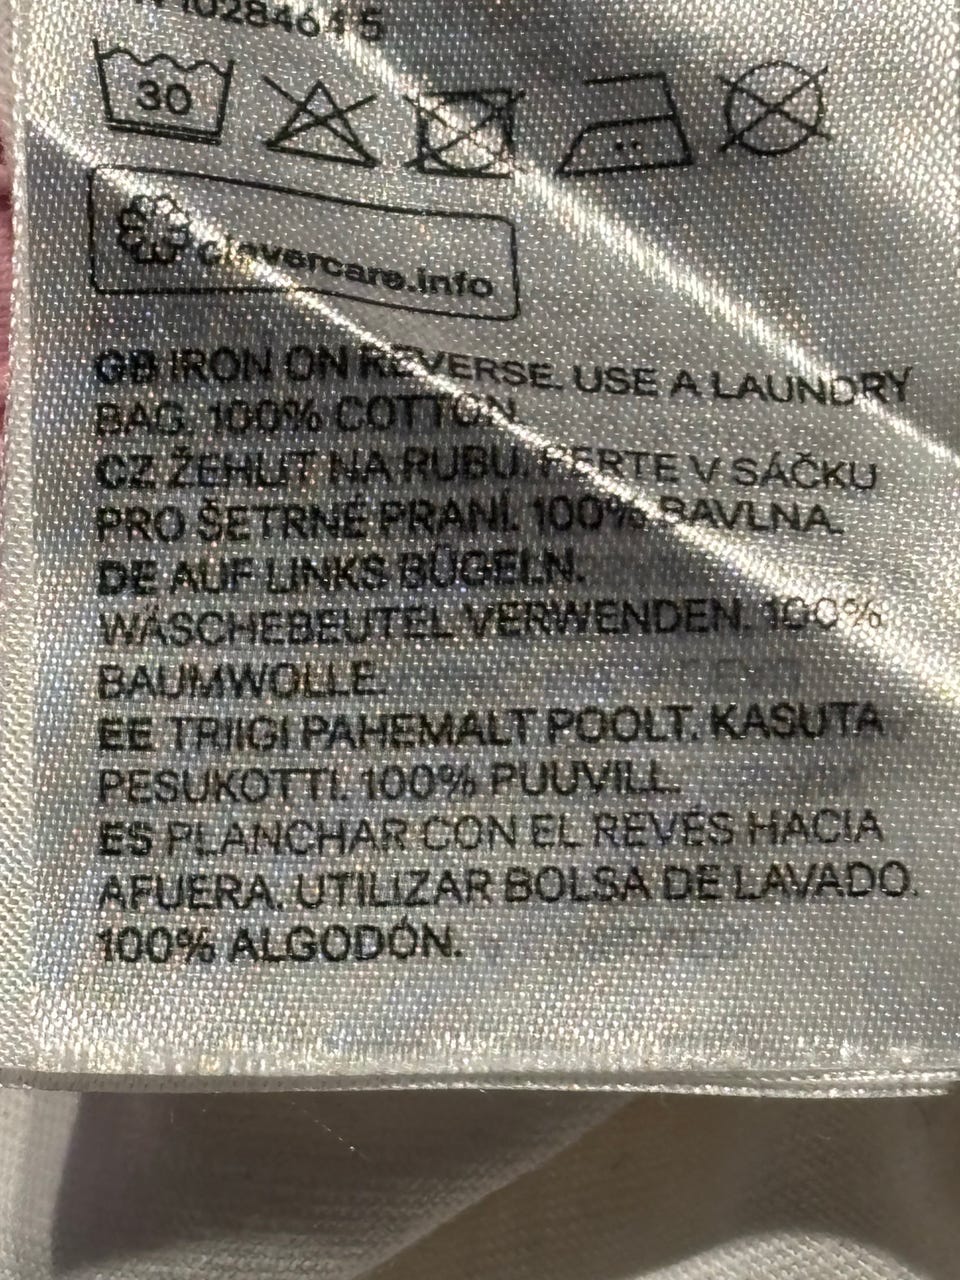 30
clevercare.info
GB IRON ON REVERSE. USE A LAUNDRY
BAG. 100% COTTON.
CZ ŽEHLIT NA RUBU. PERTE V SÁČKU
PRO ŠETRNÉ PRANÍ. 100% BAVLNA.
DE AUF LINKS BÜGELN.
WÄSCHEBEUTEL VERWENDEN. 100%
BAUMWOLLE.
EE TRIIGI PAHEMALT POOLT. KASUTA
PESUKOTTI. 100% PUUVILL.
ES PLANCHAR CON EL REVÉS HACIA
AFUERA. UTILIZAR BOLSA DE LAVADO.
100% ALGODÓN.